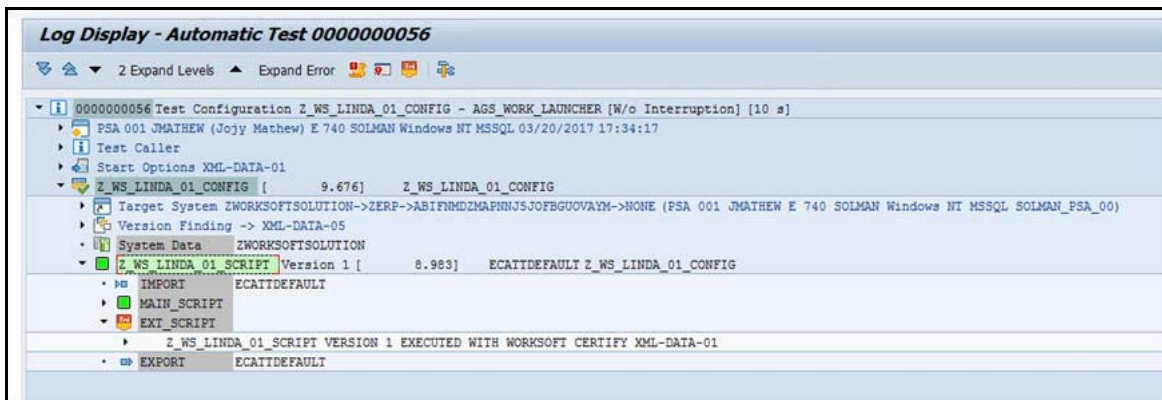 Log Display - Automatic Test 0000000056
2 Expand Levels Expand Error
0000000056 Test Configuration Z_WS_LINDA_01_CONFIG - AGS_WORK_LAUNCHER [W/o Interruption] [10 s]
PSA 001 JMATHEW (Jojy Mathew) E 740 SOLMAN Windows NT MSSQL 03/20/2017 17:34:17
Test Caller
Start Options XML-DATA-01
Z_WS_LINDA_01_CONFIG [ 9.676] Z_WS_LINDA_01_CONFIG
Target System ZWORKSOFTSOLUTION->ZERP->ABIFNMDZMAPNNJ5JOFBGUOVAYM->NONE (PSA 001 JMATHEW E 740 SOLMAN Windows NT MSSQL SOLMAN_PSA_00)
Version Finding -> XML-DATA-05
System Data ZWORKSOFTSOLUTION
Z_WS_LINDA_01_SCRIPT Version 1 [ 8.983] ECATTDEFAULT Z_WS_LINDA_01_CONFIG
IMPORT ECATTDEFAULT
MAIN_SCRIPT
EXT_SCRIPT
Z_WS_LINDA_01_SCRIPT VERSION 1 EXECUTED WITH WORKSOFT CERTIFY XML-DATA-01
EXPORT ECATTDEFAULT